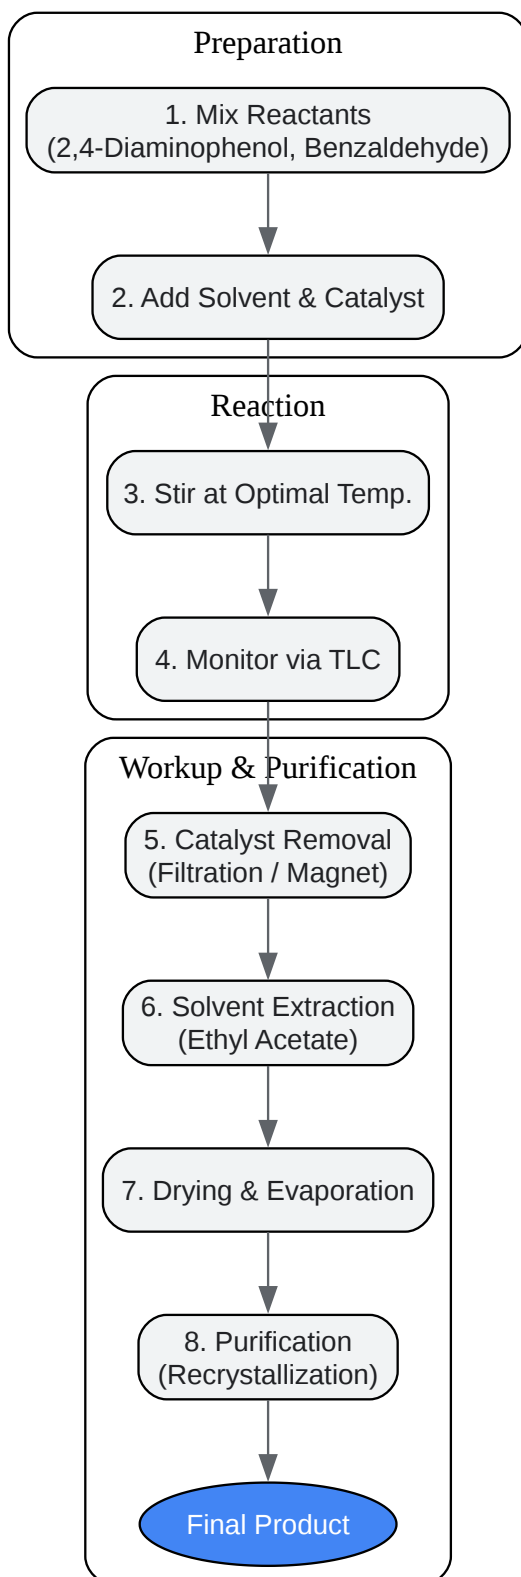 Preparation
1. Mix Reactants
(2,4-Diaminophenol, Benzaldehyde)
2. Add Solvent & Catalyst
Reaction
3. Stir at Optimal Temp.
4. Monitor via TLC
Workup & Purification
5. Catalyst Removal
(Filtration / Magnet)
6. Solvent Extraction
(Ethyl Acetate)
7. Drying & Evaporation
8. Purification
(Recrystallization)
Final Product